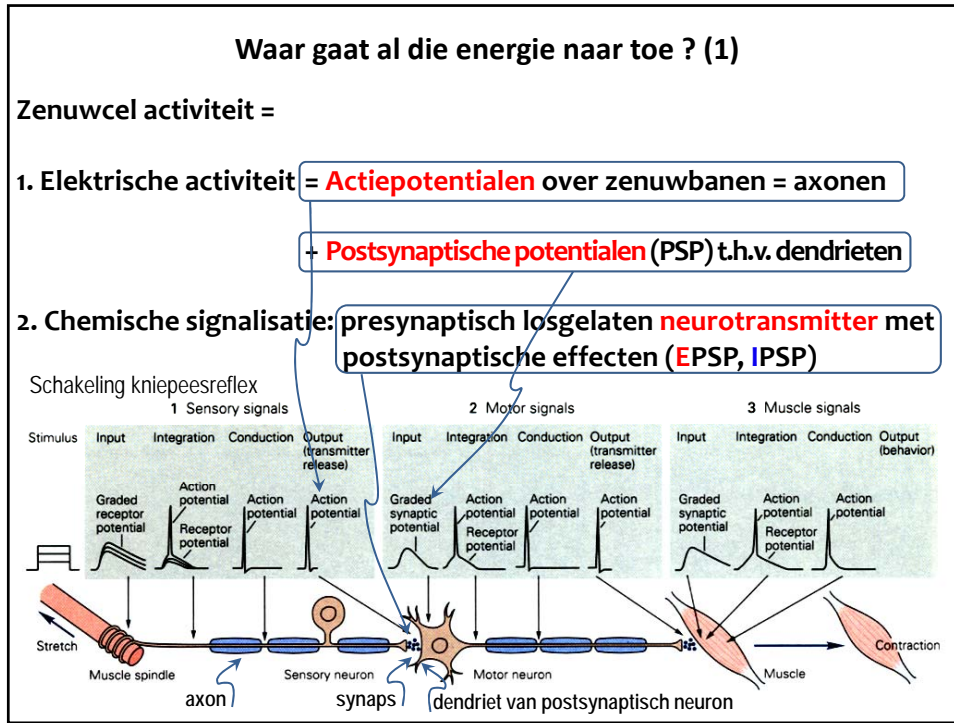 Waar gaat al die energie naar toe ? (1)
Zenuwcel activiteit =
1. Elektrische activiteit = Actiepotentialen over zenuwbanen = axonen
+ Postsynaptische potentialen (PSP) t.h.v. dendrieten
2. Chemische signalisatie: presynaptisch losgelaten neurotransmitter met
postsynaptische effecten (EPSP, IPSP)
Schakeling kniepeesreflex
1 Sensory signals
2 Motor signals
3 Muscle signals
Stimulus
Input
Integration
Conduction
Output
(transmitter
release)
Input
Integration
Conduction
Output
(transmitter
release)
Input
Integration
Conduction
Output
(behavior)
Graded
receptor
potential
Action
potential
Receptor
potential
Action
potential
Action
potential
Graded
synaptic
potential
Action
potential
Receptor
potential
Action
potential
Action
potential
Graded
synaptic
potential
Action
potential
Receptor
potential
Action
potential
Stretch
Muscle spindle
Sensory neuron
Motor neuron
Muscle
Contraction
axon
synaps
dendriet van postsynaptisch neuron